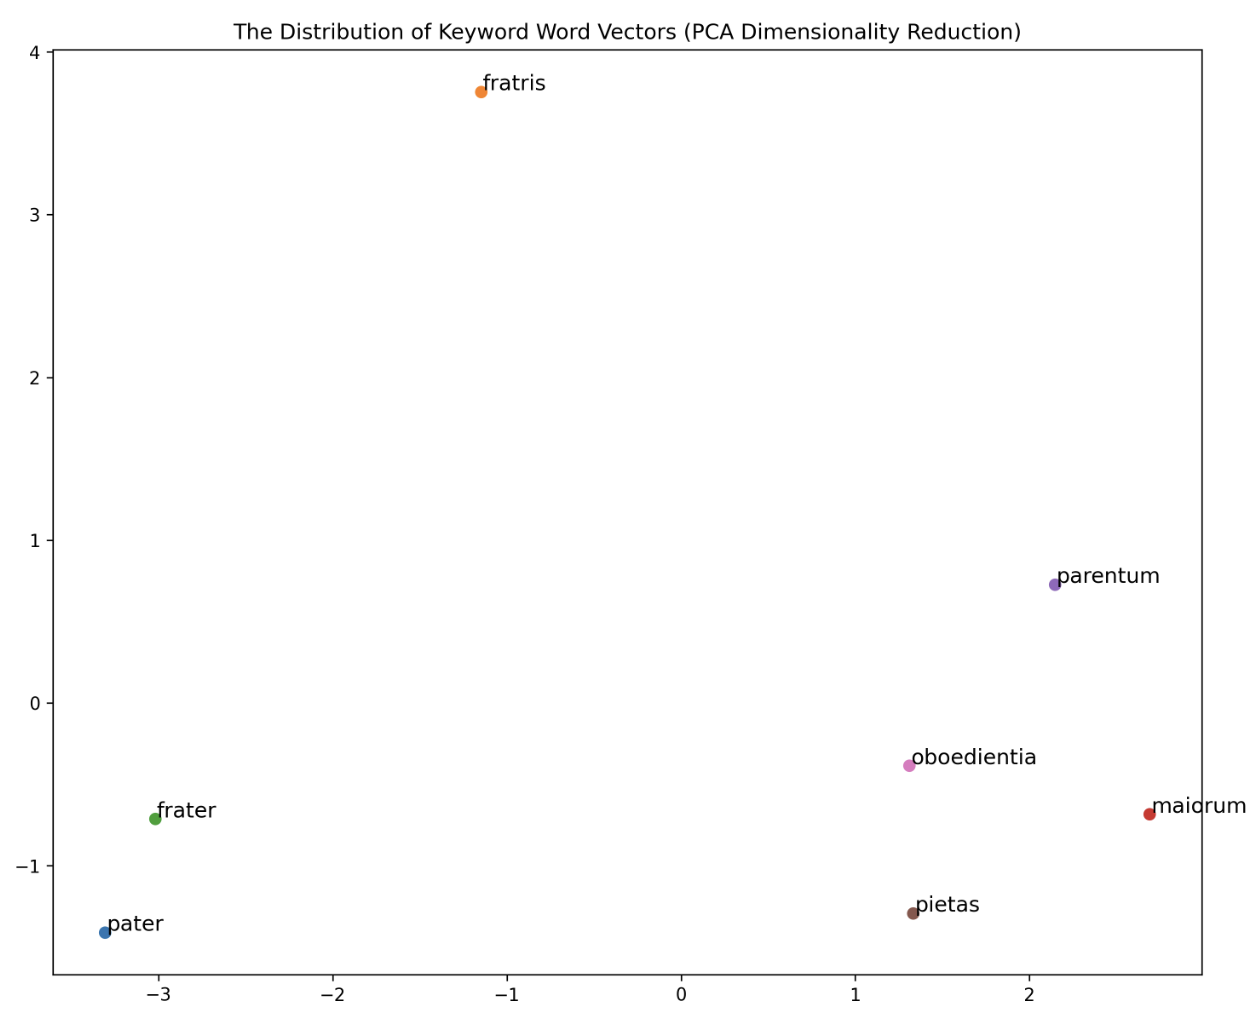 The Distribution of Keyword Word Vectors (PCA Dimensionality Reduction)
4
fratris
3
2
1
parentum
0
oboedientia
maiorum
frater
−1
pietas
pater
−3 −2 −1 0 1 2